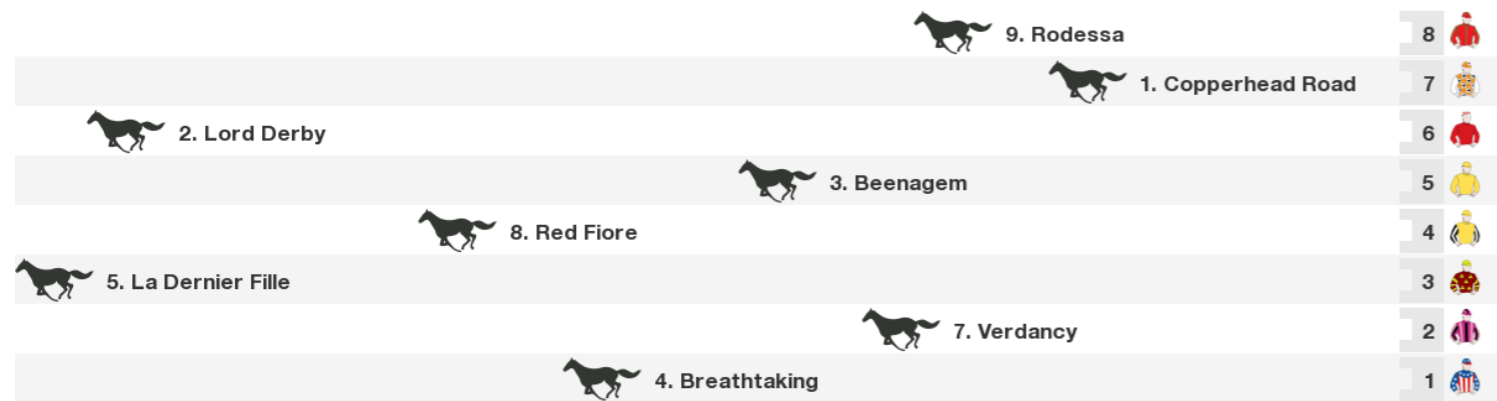 9. Rodessa 8
1. Copperhead Road 7
2. Lord Derby 6
3. Beenagem 5
8. Red Fiore 4
5. La Dernier Fille 3
7. Verdancy 2
4. Breathtaking 1